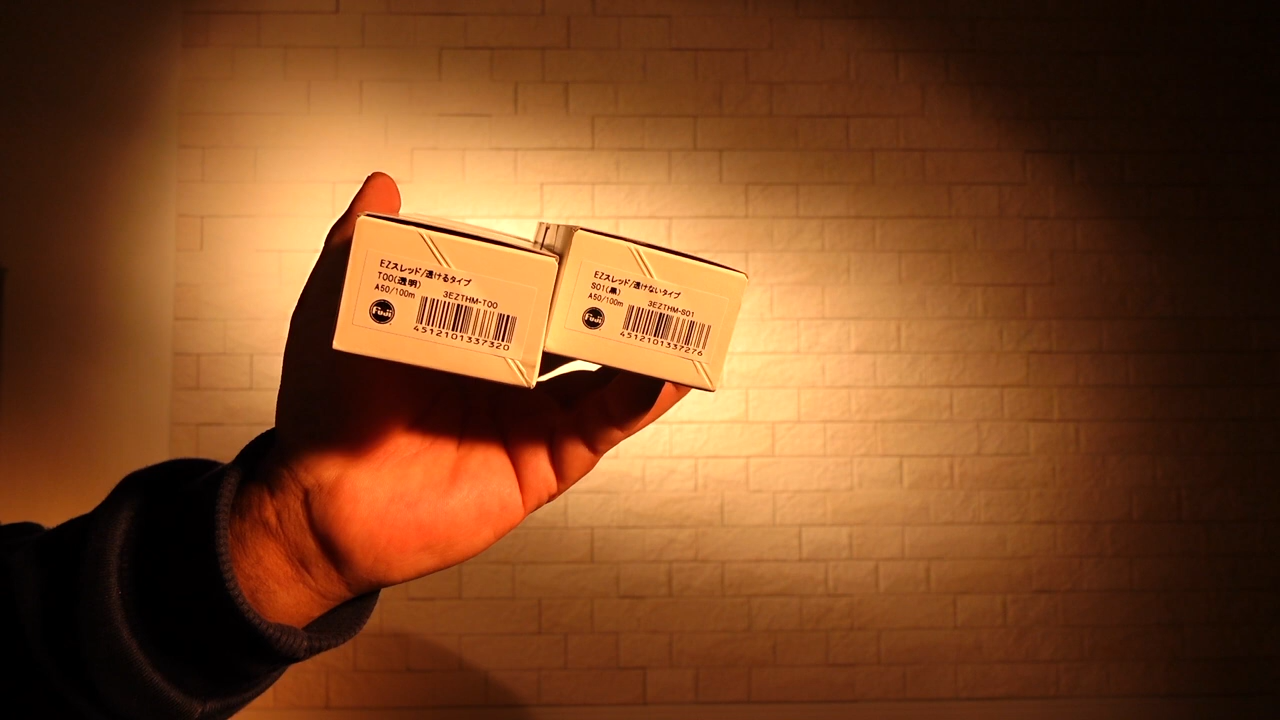 EZスレッド/透けるタイプ
T00(透明)
A50/100m
3EZTHM-T00
Fuji
4512101337320
EZスレッド/透けないタイプ
S01(黒)
A50/100m
3EZTHM-S01
Fuji
4512101337276